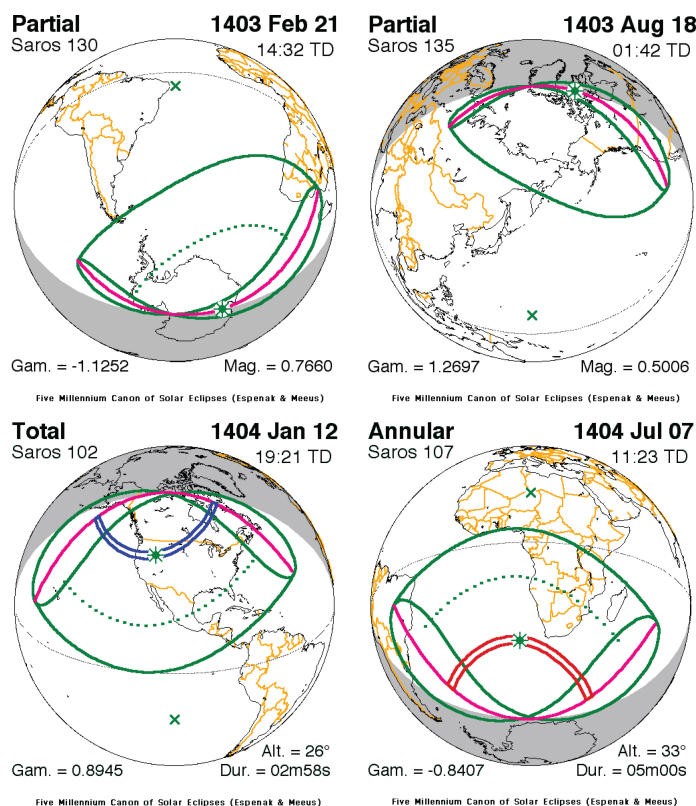 Partial 1403 Feb 21
Saros 130 14:32 TD
Gam. = -1.1252 Mag. = 0.7660
Five Millennium Canon of Solar Eclipses (Espenak & Meeus)
Partial 1403 Aug 18
Saros 135 01:42 TD
Gam. = 1.2697 Mag. = 0.5006
Five Millennium Canon of Solar Eclipses (Espenak & Meeus)
Total 1404 Jan 12
Saros 102 19:21 TD
Alt. = 26°
Gam. = 0.8945 Dur. = 02m58s
Five Millennium Canon of Solar Eclipses (Espenak & Meeus)
Annular 1404 Jul 07
Saros 107 11:23 TD
Alt. = 33°
Gam. = -0.8407 Dur. = 05m00s
Five Millennium Canon of Solar Eclipses (Espenak & Meeus)